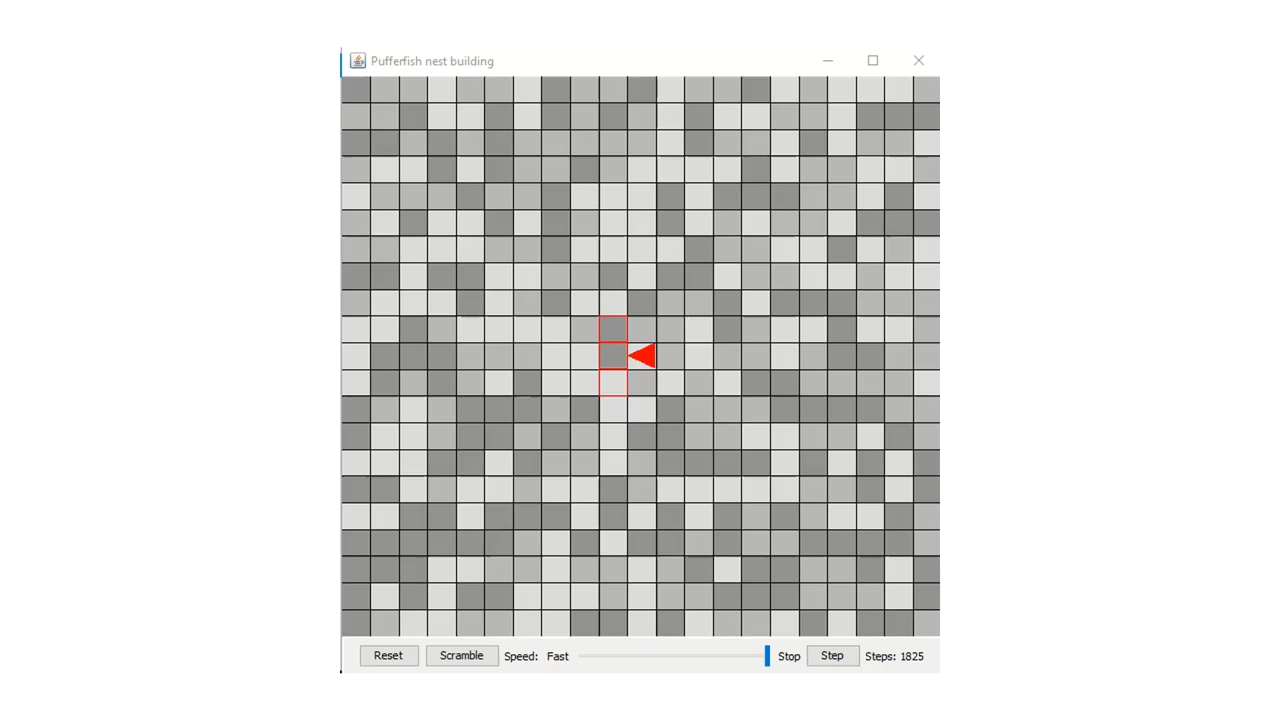 Pufferfish nest building
Reset Scramble Speed: Fast Stop Step Steps: 1825